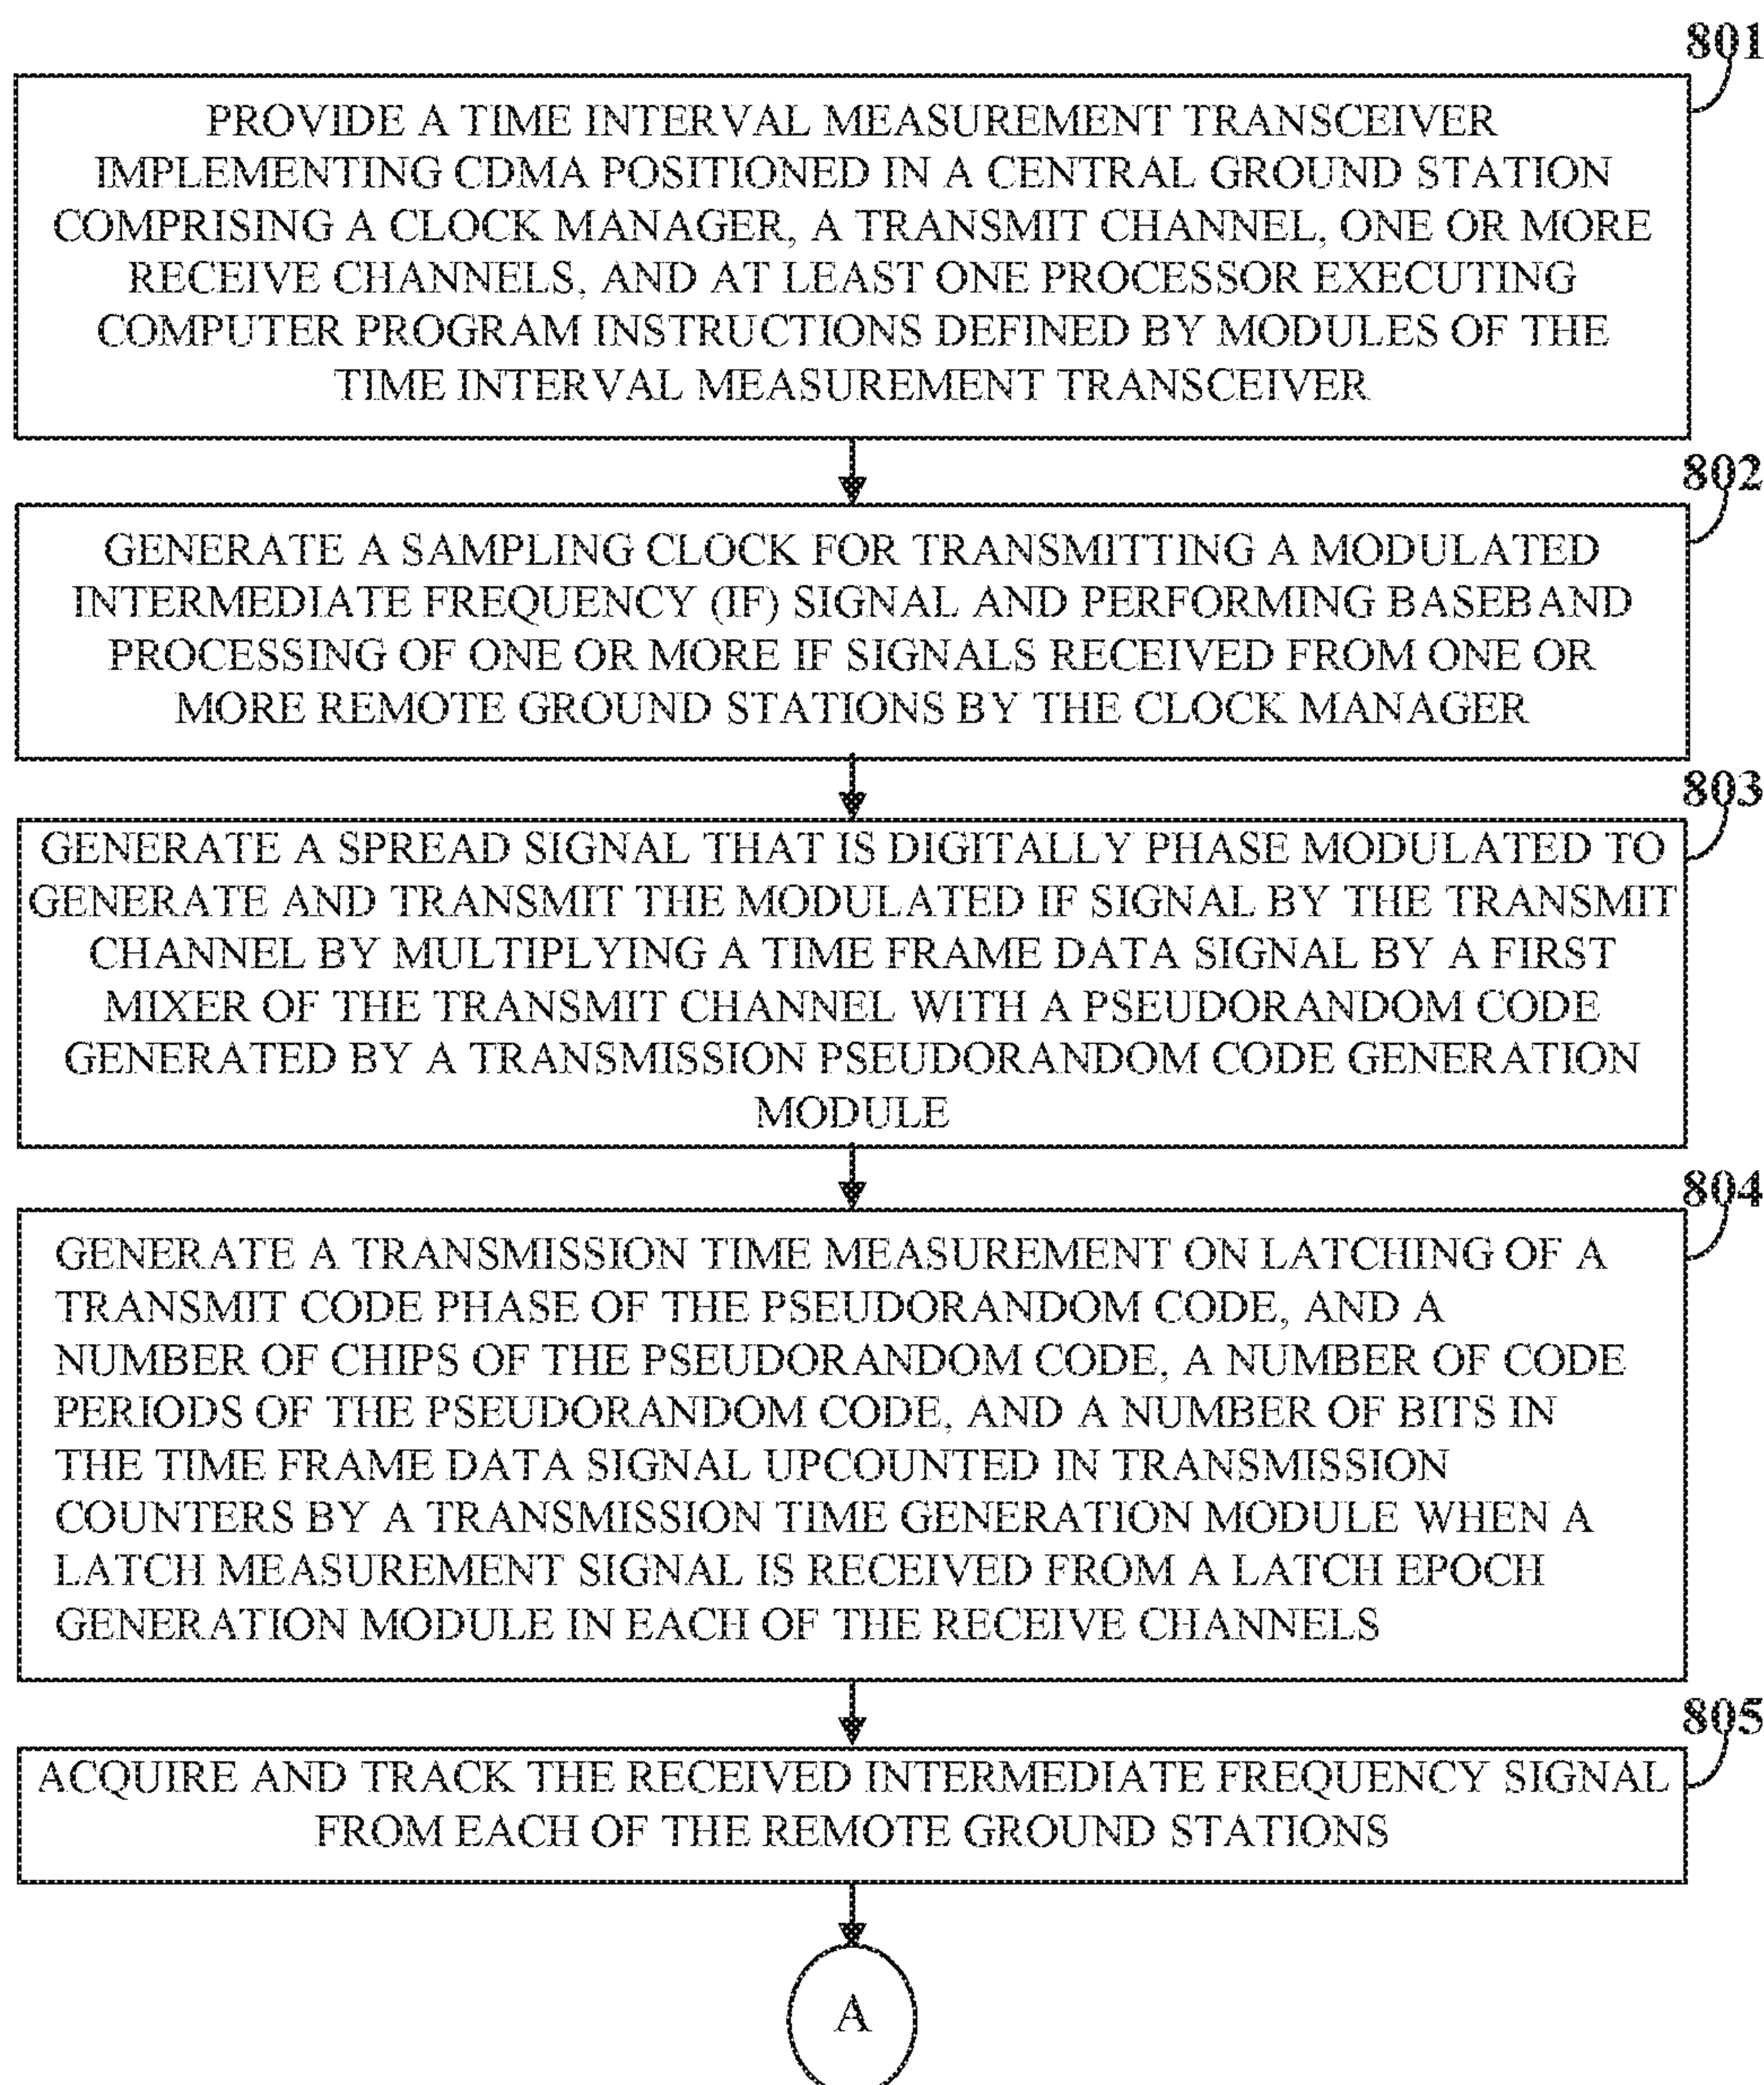 801
PROVIDE A TIME INTERVAL MEASUREMENT TRANSCEIVER
IMPLEMENTING CDMA POSITIONED IN A CENTRAL GROUND STATION
COMPRISING A CLOCK MANAGER, A TRANSMIT CHANNEL, ONE OR MORE
RECEIVE CHANNELS, AND AT LEAST ONE PROCESSOR EXECUTING
COMPUTER PROGRAM INSTRUCTIONS DEFINED BY MODULES OF THE
TIME INTERVAL MEASUREMENT TRANSCEIVER
802
GENERATE A SAMPLING CLOCK FOR TRANSMITTING A MODULATED
INTERMEDIATE FREQUENCY (IF) SIGNAL AND PERFORMING BASEBAND
PROCESSING OF ONE OR MORE IF SIGNALS RECEIVED FROM ONE OR
MORE REMOTE GROUND STATIONS BY THE CLOCK MANAGER
803
GENERATE A SPREAD SIGNAL THAT IS DIGITALLY PHASE MODULATED TO
GENERATE AND TRANSMIT THE MODULATED IF SIGNAL BY THE TRANSMIT
CHANNEL BY MULTIPLYING A TIME FRAME DATA SIGNAL BY A FIRST
MIXER OF THE TRANSMIT CHANNEL WITH A PSEUDORANDOM CODE
GENERATED BY A TRANSMISSION PSEUDORANDOM CODE GENERATION
MODULE
804
GENERATE A TRANSMISSION TIME MEASUREMENT ON LATCHING OF A
TRANSMIT CODE PHASE OF THE PSEUDORANDOM CODE, AND A
NUMBER OF CHIPS OF THE PSEUDORANDOM CODE, A NUMBER OF CODE
PERIODS OF THE PSEUDORANDOM CODE, AND A NUMBER OF BITS IN
THE TIME FRAME DATA SIGNAL UPCOUNTED IN TRANSMISSION
COUNTERS BY A TRANSMISSION TIME GENERATION MODULE WHEN A
LATCH MEASUREMENT SIGNAL IS RECEIVED FROM A LATCH EPOCH
GENERATION MODULE IN EACH OF THE RECEIVE CHANNELS
805
ACQUIRE AND TRACK THE RECEIVED INTERMEDIATE FREQUENCY SIGNAL
FROM EACH OF THE REMOTE GROUND STATIONS
A